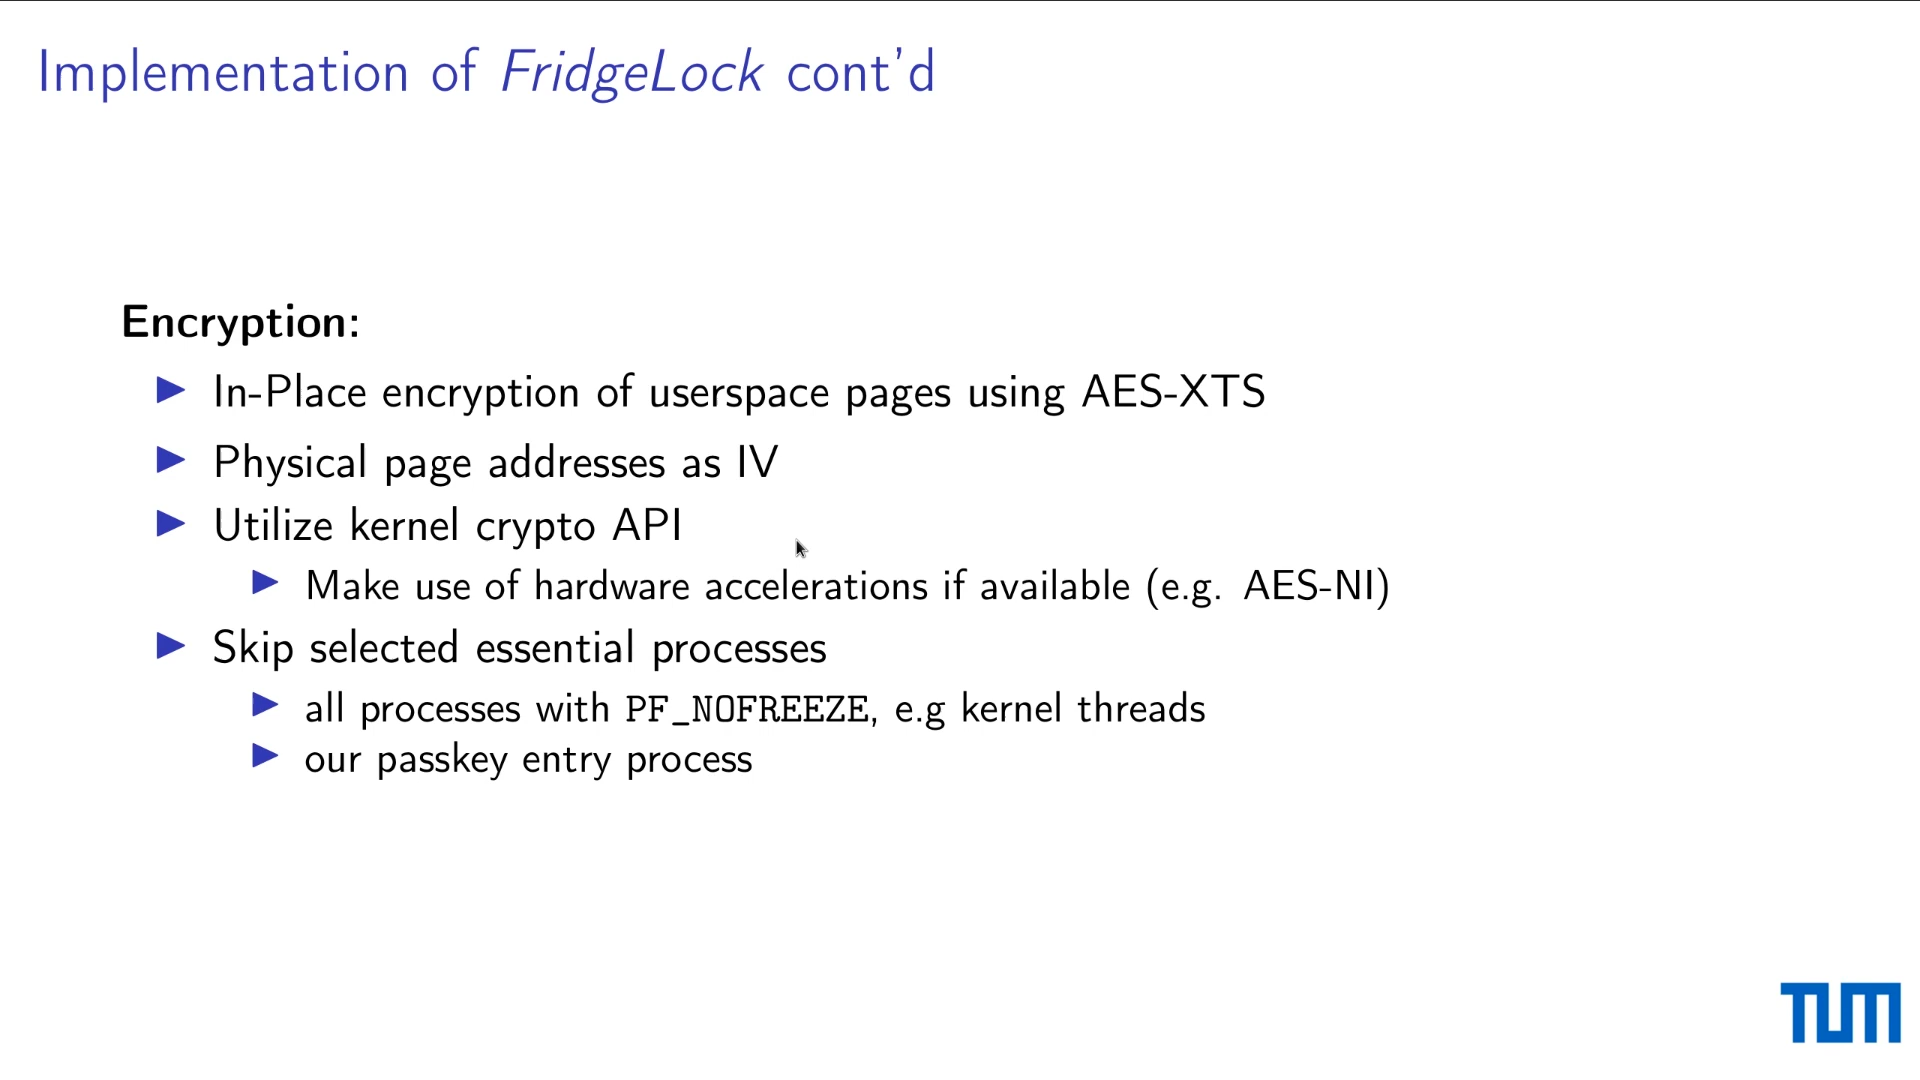 Implementation of FridgeLock cont'd
Encryption:
In-Place encryption of userspace pages using AES-XTS
Physical page addresses as IV
Utilize kernel crypto API
Make use of hardware accelerations if available (e.g. AES-NI)
Skip selected essential processes
all processes with PF_NOFREEZE, e.g kernel threads
our passkey entry process
TUM